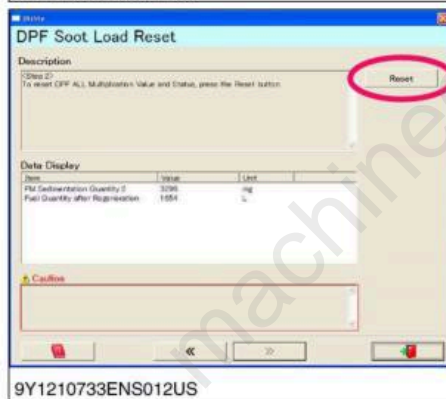 Utility
DPF Soot Load Reset
Description
<Step 2>
To reset DPF ALL Multiplication Value and Status, press the Reset button.
Reset
Data Display
Item Value Unit
PM Sedimentation Quantity 2 3296 mg
Fuel Quantity after Regeneration 1654 L
Caution
machine
9Y1210733ENS012US